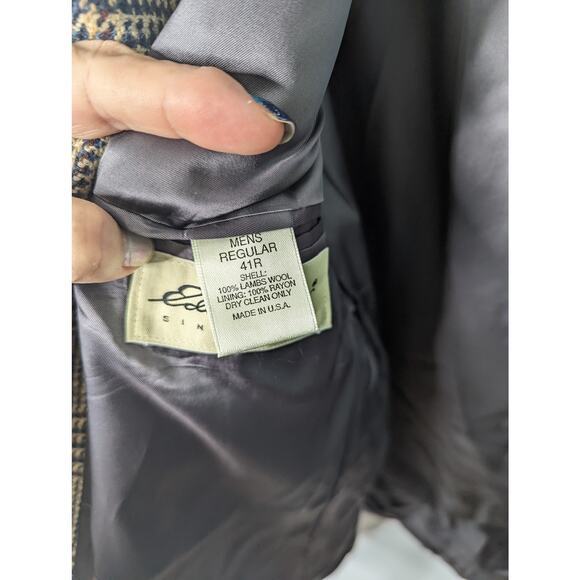 MENS
REGULAR
41R
SHELL:
100% LAMBS WOOL
LINING: 100% RAYON
DRY CLEAN ONLY
MADE IN U.S.A.